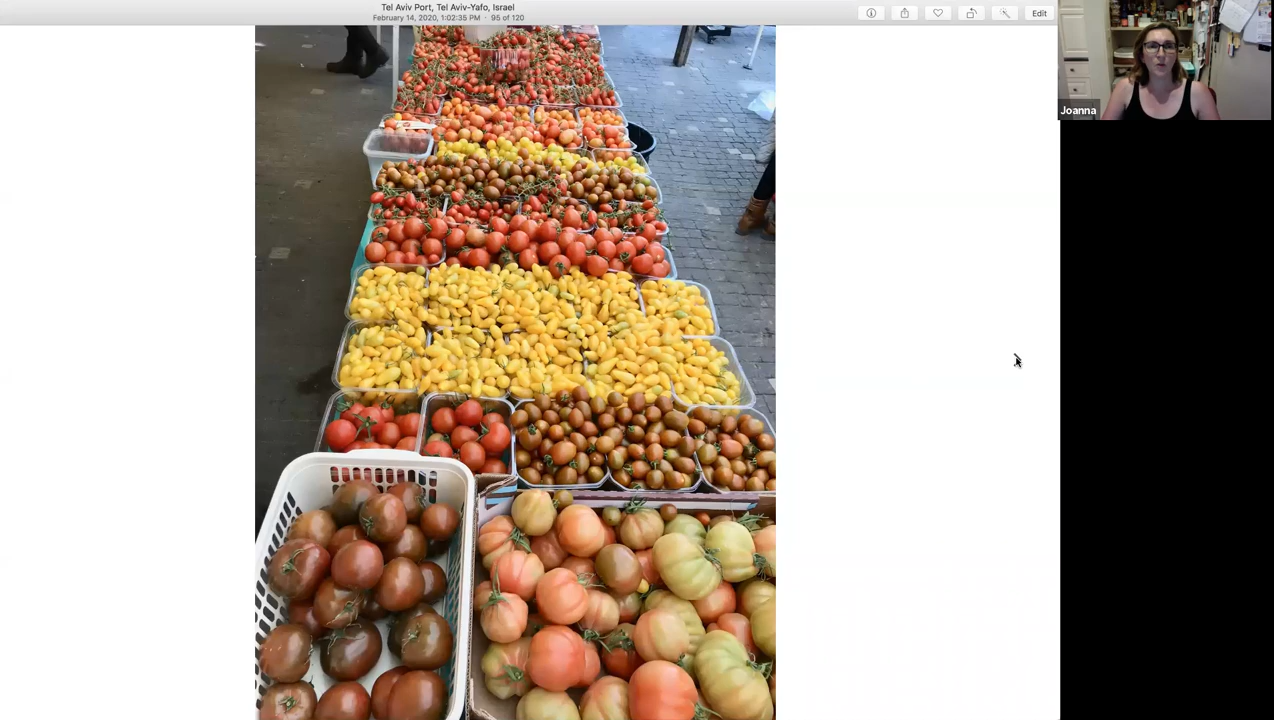 Tel Aviv Port, Tel Aviv-Yafo, Israel
February 14, 2020, 1:02:35 PM · 95 of 120
Edit
Joanna